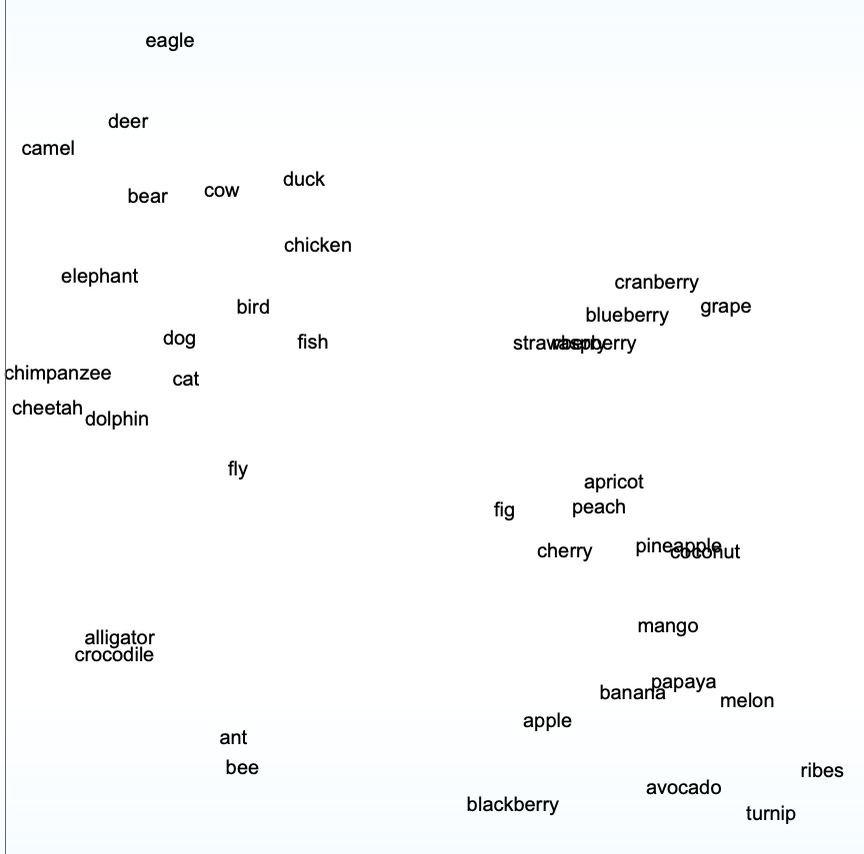 eagle
deer
camel
duck
cow
bear
chicken
elephant
cranberry
bird
grape
blueberry
dog
fish
strawberry
raspberry
chimpanzee
cat
cheetah
dolphin
fly
apricot
peach
fig
pineapple
cherry
coconut
mango
alligator
crocodile
papaya
banana
melon
apple
ant
bee
ribes
avocado
blackberry
turnip